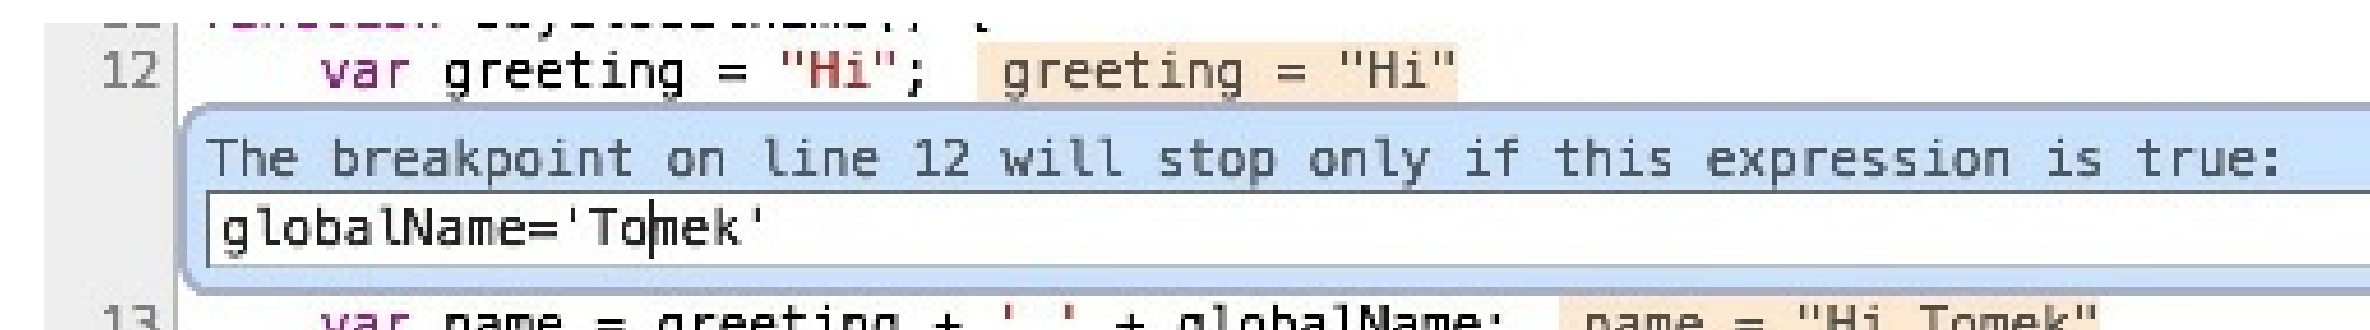 12 var greeting = "Hi"; greeting = "Hi"
The breakpoint on line 12 will stop only if this expression is true:
globalName='Tomek'
13 var name = greeting + ' ' + globalName; name = "Hi Tomek"